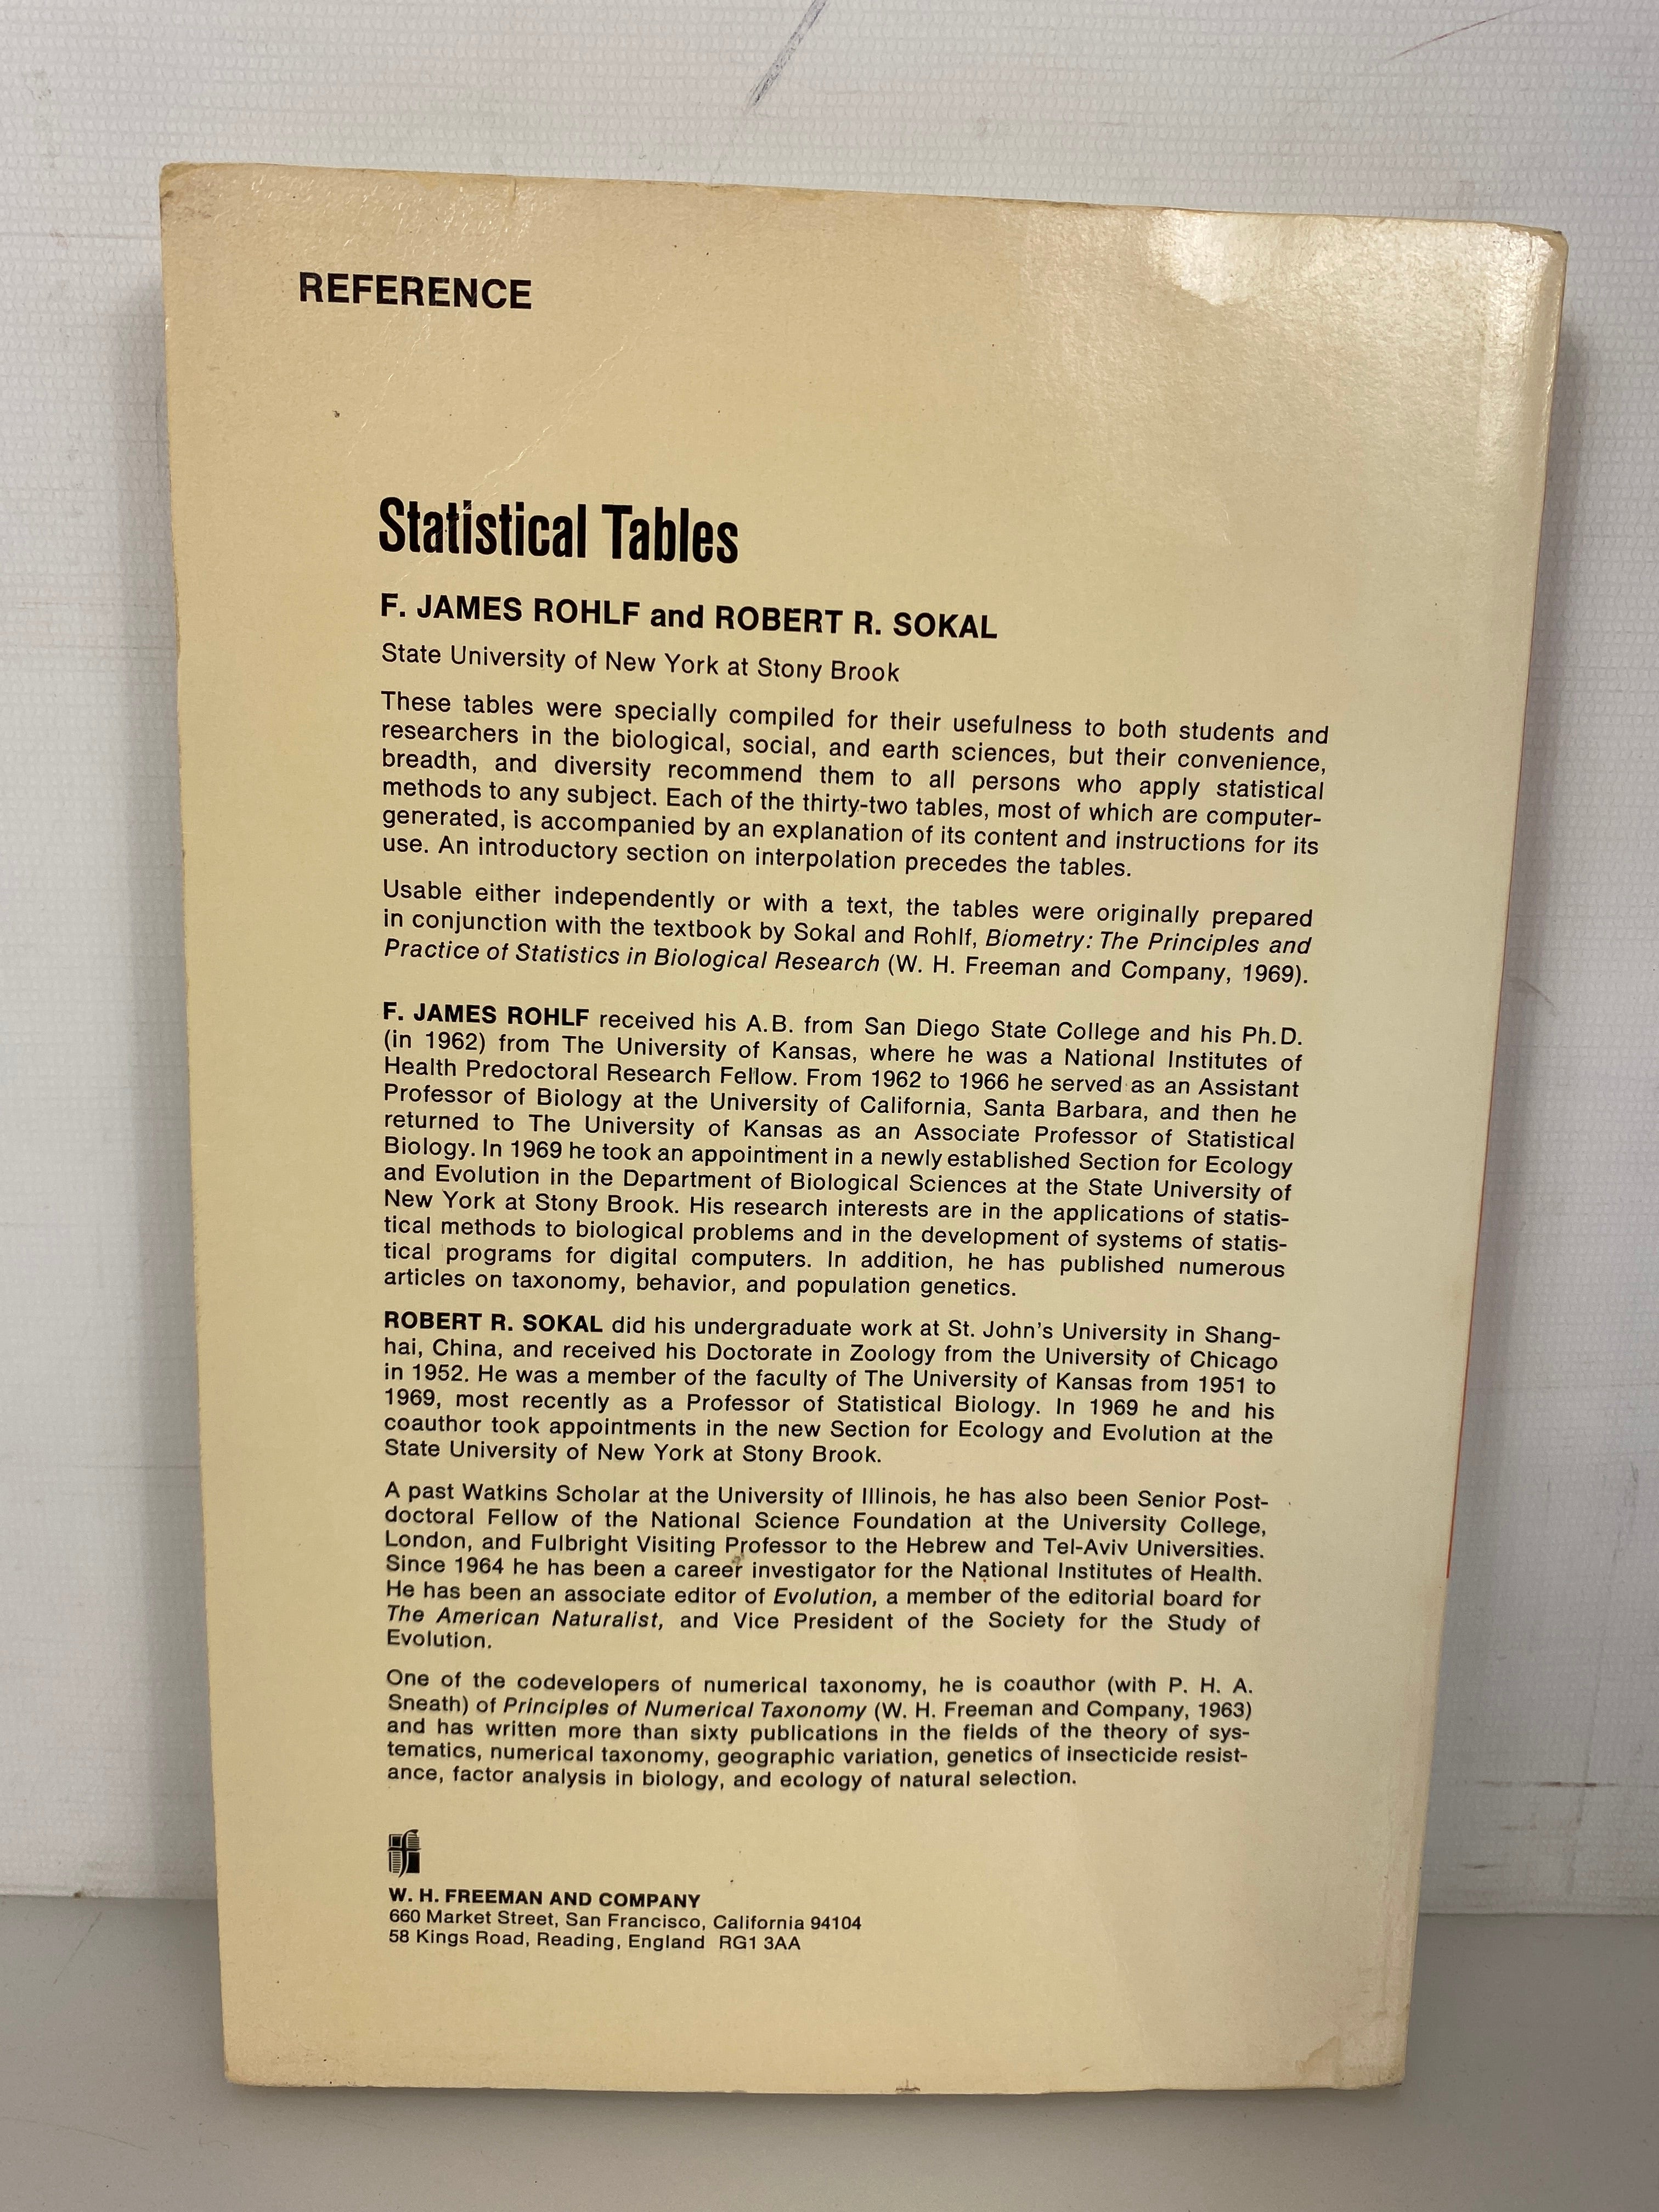 REFERENCE
Statistical Tables
F. JAMES ROHLF and ROBERT R. SOKAL
State University of New York at Stony Brook
These tables were specially compiled for their usefulness to both students and
researchers in the biological, social, and earth sciences, but their convenience,
breadth, and diversity recommend them to all persons who apply statistical
methods to any subject. Each of the thirty-two tables, most of which are computer-
generated, is accompanied by an explanation of its content and instructions for its
use. An introductory section on interpolation precedes the tables.
Usable either independently or with a text, the tables were originally prepared
in conjunction with the textbook by Sokal and Rohlf, Biometry: The Principles and
Practice of Statistics in Biological Research (W. H. Freeman and Company, 1969).
F. JAMES ROHLF received his A.B. from San Diego State College and his Ph.D.
(in 1962) from The University of Kansas, where he was a National Institutes of
Health Predoctoral Research Fellow. From 1962 to 1966 he served as an Assistant
Professor of Biology at the University of California, Santa Barbara, and then he
returned to The University of Kansas as an Associate Professor of Statistical
Biology. In 1969 he took an appointment in a newly established Section for Ecology
and Evolution in the Department of Biological Sciences at the State University of
New York at Stony Brook. His research interests are in the applications of statis-
tical methods to biological problems and in the development of systems of statis-
tical programs for digital computers. In addition, he has published numerous
articles on taxonomy, behavior, and population genetics.
ROBERT R. SOKAL did his undergraduate work at St. John's University in Shang-
hai, China, and received his Doctorate in Zoology from the University of Chicago
in 1952. He was a member of the faculty of The University of Kansas from 1951 to
1969, most recently as a Professor of Statistical Biology. In 1969 he and his
coauthor took appointments in the new Section for Ecology and Evolution at the
State University of New York at Stony Brook.
A past Watkins Scholar at the University of Illinois, he has also been Senior Post-
doctoral Fellow of the National Science Foundation at the University College,
London, and Fulbright Visiting Professor to the Hebrew and Tel-Aviv Universities.
Since 1964 he has been a career investigator for the National Institutes of Health.
He has been an associate editor of Evolution, a member of the editorial board for
The American Naturalist, and Vice President of the Society for the Study of
Evolution.
One of the codevelopers of numerical taxonomy, he is coauthor (with P. H. A.
Sneath) of Principles of Numerical Taxonomy (W. H. Freeman and Company, 1963)
and has written more than sixty publications in the fields of the theory of sys-
tematics, numerical taxonomy, geographic variation, genetics of insecticide resist-
ance, factor analysis in biology, and ecology of natural selection.
W. H. FREEMAN AND COMPANY
660 Market Street, San Francisco, California 94104
58 Kings Road, Reading, England RG1 3AA